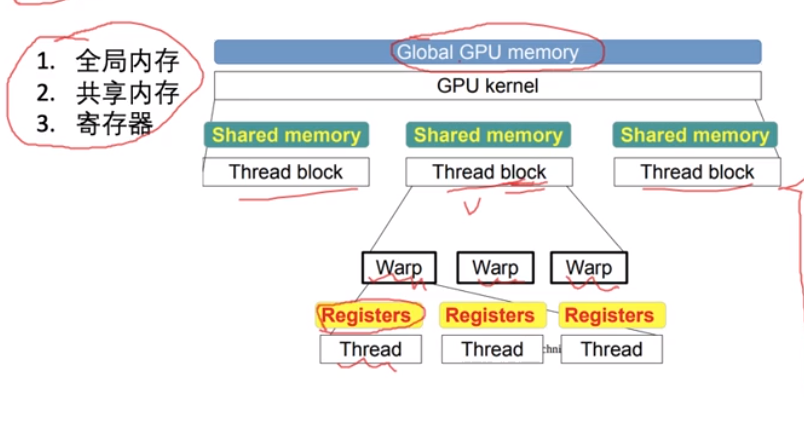 1. 全局内存
2. 共享内存
3. 寄存器
Global GPU memory
GPU kernel
Shared memory Shared memory Shared memory
Thread block Thread block Thread block
Warp Warp Warp
Registers Registers Registers
Thread Thread chni Thread